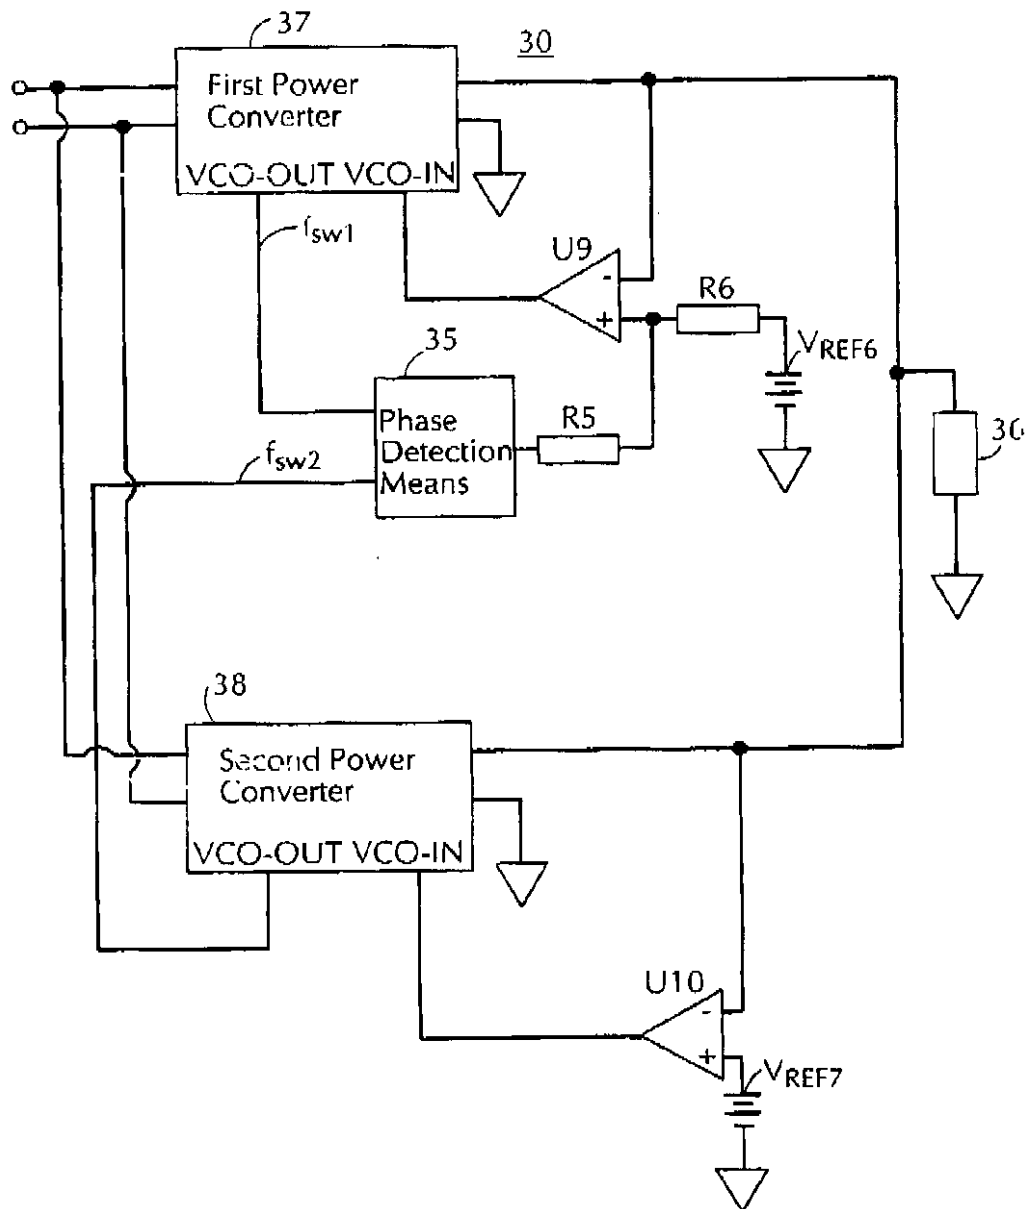 37
30
First Power
Converter
VCO-OUT VCO-IN
fsw1
U9
-
+
R6
VREF6
35
Phase
Detection
Means
R5
fsw2
30
38
Second Power
Converter
VCO-OUT VCO-IN
U10
-
+
VREF7